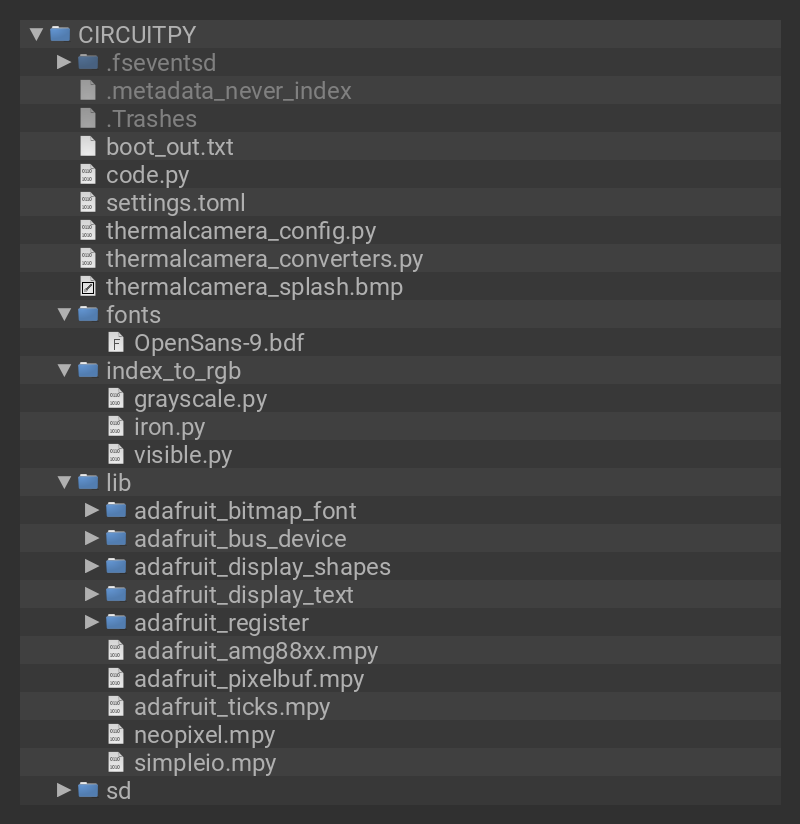 CIRCUITPY
.fseventsd
.metadata_never_index
.Trashes
boot_out.txt
code.py
settings.toml
thermalcamera_config.py
thermalcamera_converters.py
thermalcamera_splash.bmp
fonts
OpenSans-9.bdf
index_to_rgb
grayscale.py
iron.py
visible.py
lib
adafruit_bitmap_font
adafruit_bus_device
adafruit_display_shapes
adafruit_display_text
adafruit_register
adafruit_amg88xx.mpy
adafruit_pixelbuf.mpy
adafruit_ticks.mpy
neopixel.mpy
simpleio.mpy
sd